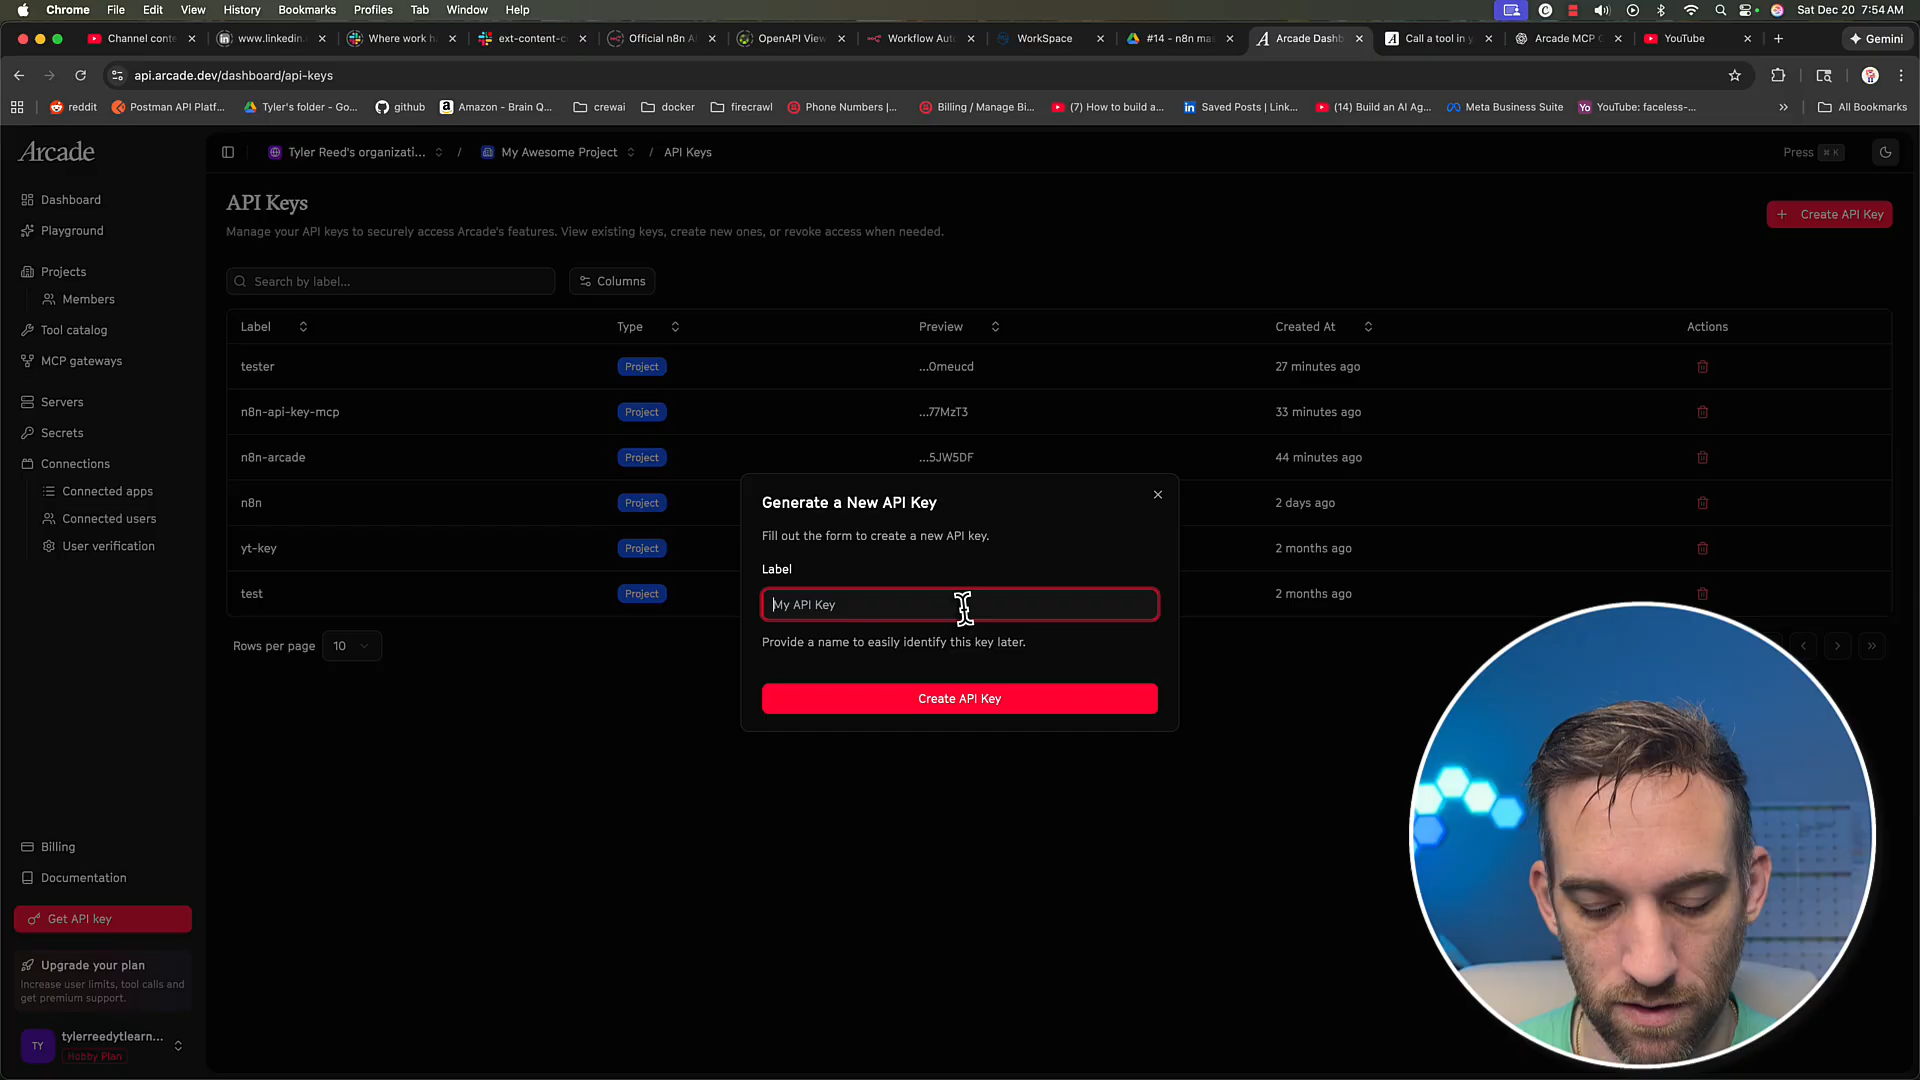 Chrome File Edit View History Bookmarks Profiles Tab Window Help Sat Dec 20 7:54 AM
Channel conte www.linkedin. Where work h ext-content-c Official n8n A OpenAPI View Workflow Auto WorkSpace #14 - n8n mas Arcade Dashb Call a tool in y Arcade MCP G YouTube Gemini
api.arcade.dev/dashboard/api-keys
reddit Postman API Platf... Tyler's folder - Go... github Amazon - Brain Q... crewai docker firecrawl Phone Numbers |... Billing / Manage Bi... (7) How to build a... Saved Posts | Link... (14) Build an AI Ag... Meta Business Suite YouTube: faceless-... » All Bookmarks
Arcade
Tyler Reed's organizati... / My Awesome Project / API Keys
Press ⌘ K
Dashboard
Playground
Projects
Members
Tool catalog
MCP gateways
Servers
Secrets
Connections
Connected apps
Connected users
User verification
Billing
Documentation
Get API key
Upgrade your plan
Increase user limits, tool calls and
get premium support.
TY
tylerreedytlearn...
Hobby Plan
API Keys
Manage your API keys to securely access Arcade's features. View existing keys, create new ones, or revoke access when needed.
+ Create API Key
Search by label...
Columns
Label Type Preview Created At Actions
tester Project ...0meucd 27 minutes ago
n8n-api-key-mcp Project ...77MzT3 33 minutes ago
n8n-arcade Project ...5JW5DF 44 minutes ago
n8n Project 2 days ago
yt-key Project 2 months ago
test Project 2 months ago
Rows per page 10
Generate a New API Key
Fill out the form to create a new API key.
Label
My API Key
Provide a name to easily identify this key later.
Create API Key